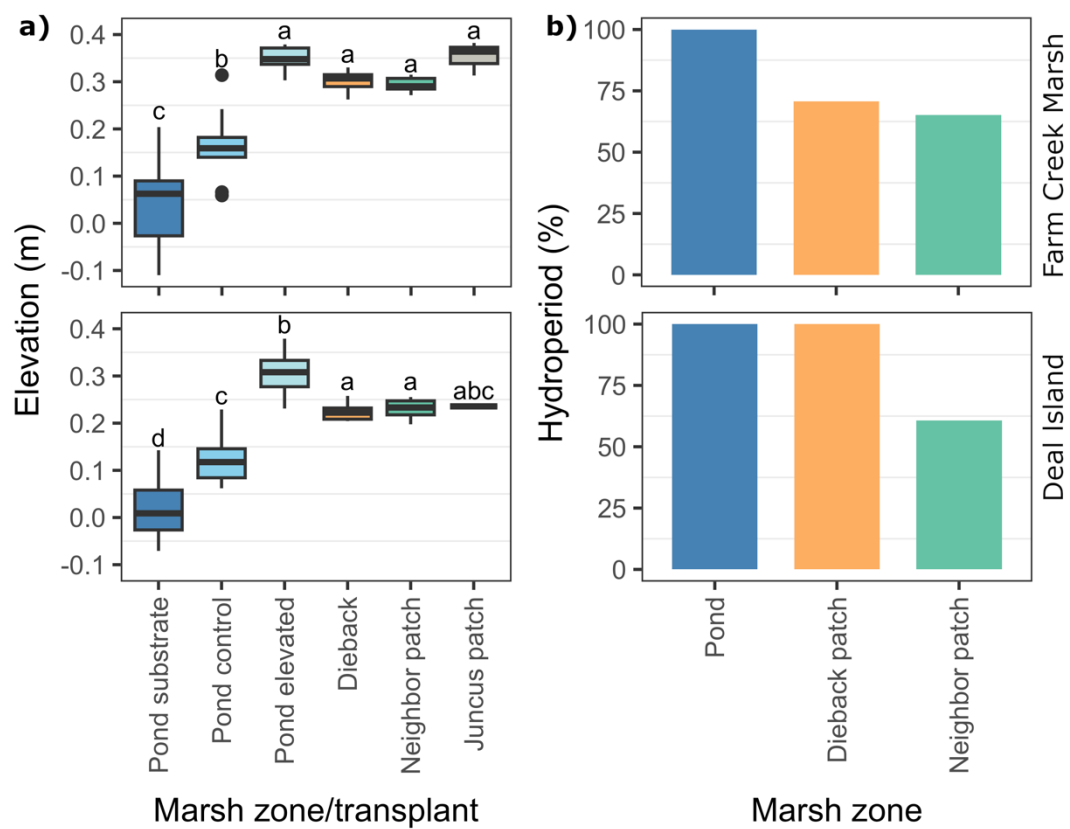 a)
Elevation (m)
0.4
0.3
0.2
0.1
0.0
-0.1
c
b
a
a
a
a
0.4
0.3
0.2
0.1
0.0
-0.1
d
c
b
a
a
abc
Pond substrate
Pond control
Pond elevated
Dieback
Neighbor patch
Juncus patch
Marsh zone/transplant
b)
Hydroperiod (%)
100
75
50
25
0
Farm Creek Marsh
100
75
50
25
0
Deal Island
Pond
Dieback patch
Neighbor patch
Marsh zone